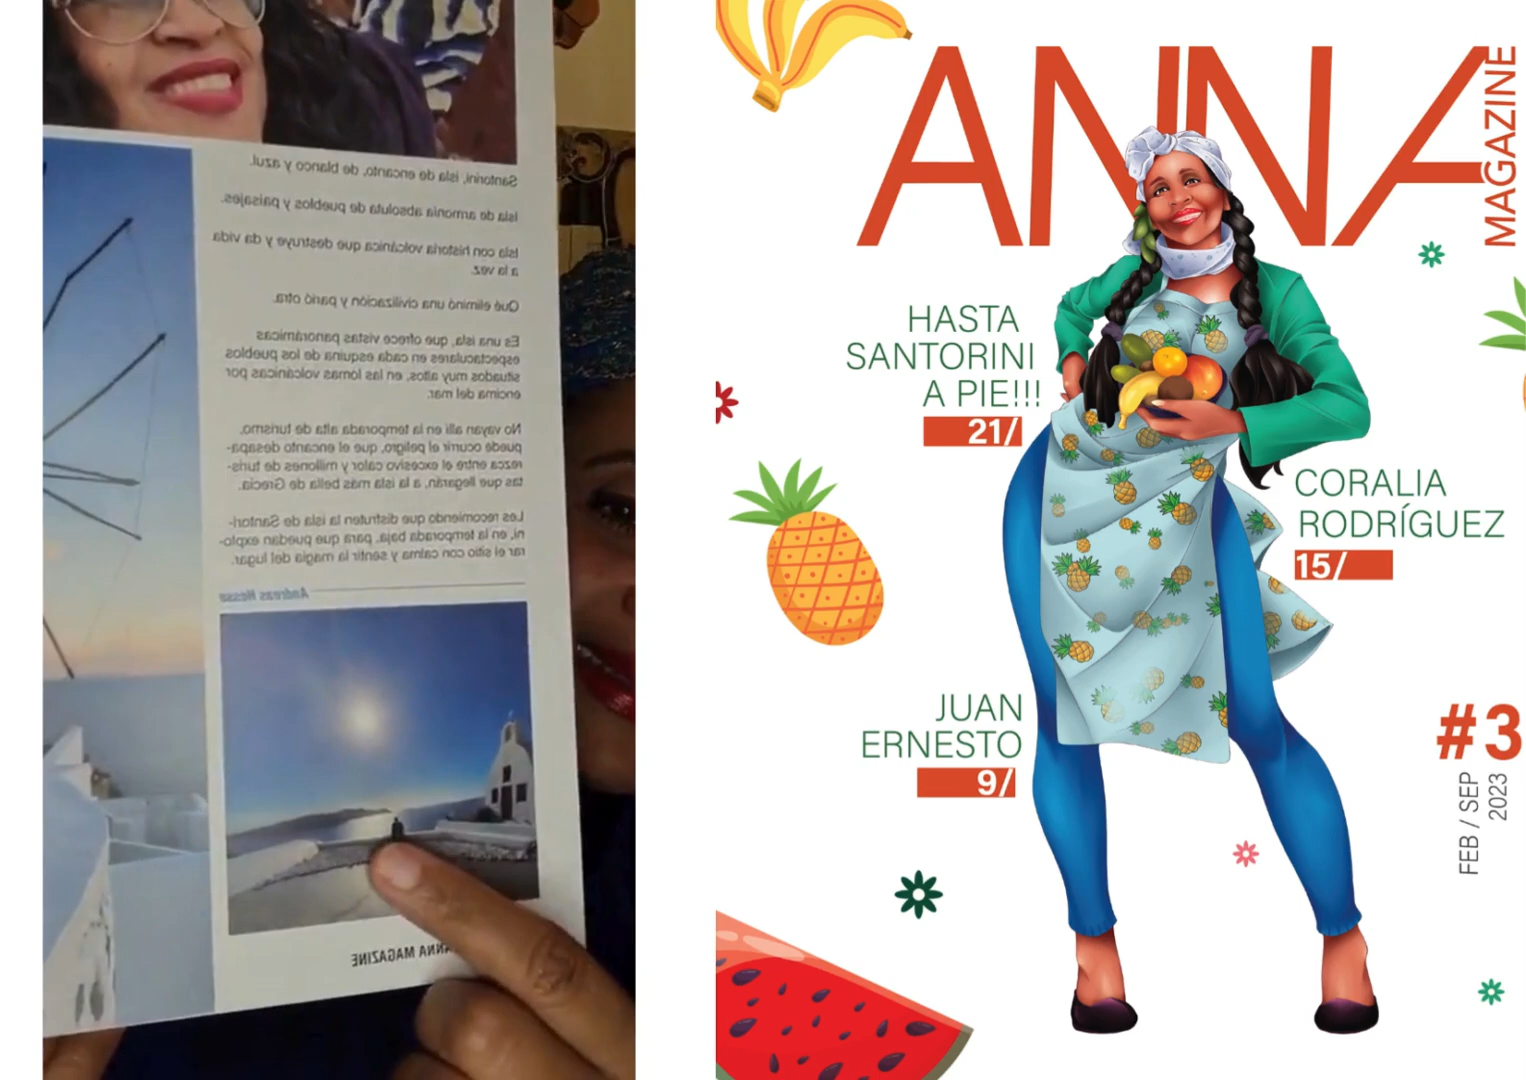 Santorini, isla de encanto, de blanco y azul.
Isla de armonía absoluta de pueblos y paisajes.
Isla con historia volcánica que destruye y da vida
a la vez.
Qué eliminó una civilización y parió otra.
Es una isla, que ofrece vistas panorámicas
espectaculares en cada esquina de los pueblos
situados muy altos, en las lomas volcánicas por
encima del mar.
No vayan allí en la temporada alta de turismo,
puede ocurrir el peligro, que el encanto desapa-
rezca entre el excesivo calor y millones de turis-
tas que llegarán, a la isla más bella de Grecia.
Les recomiendo que disfruten la isla de Santori-
ni, en la temporada baja, para que puedan explo-
rar el sitio con calma y sentir la magia del lugar.
Andreas Hesse
ANNA MAGAZINE
ANNA
MAGAZINE
HASTA
SANTORINI
A PIE!!!
21/
CORALIA
RODRÍGUEZ
15/
JUAN
ERNESTO
9/
#3
FEB / SEP
2023